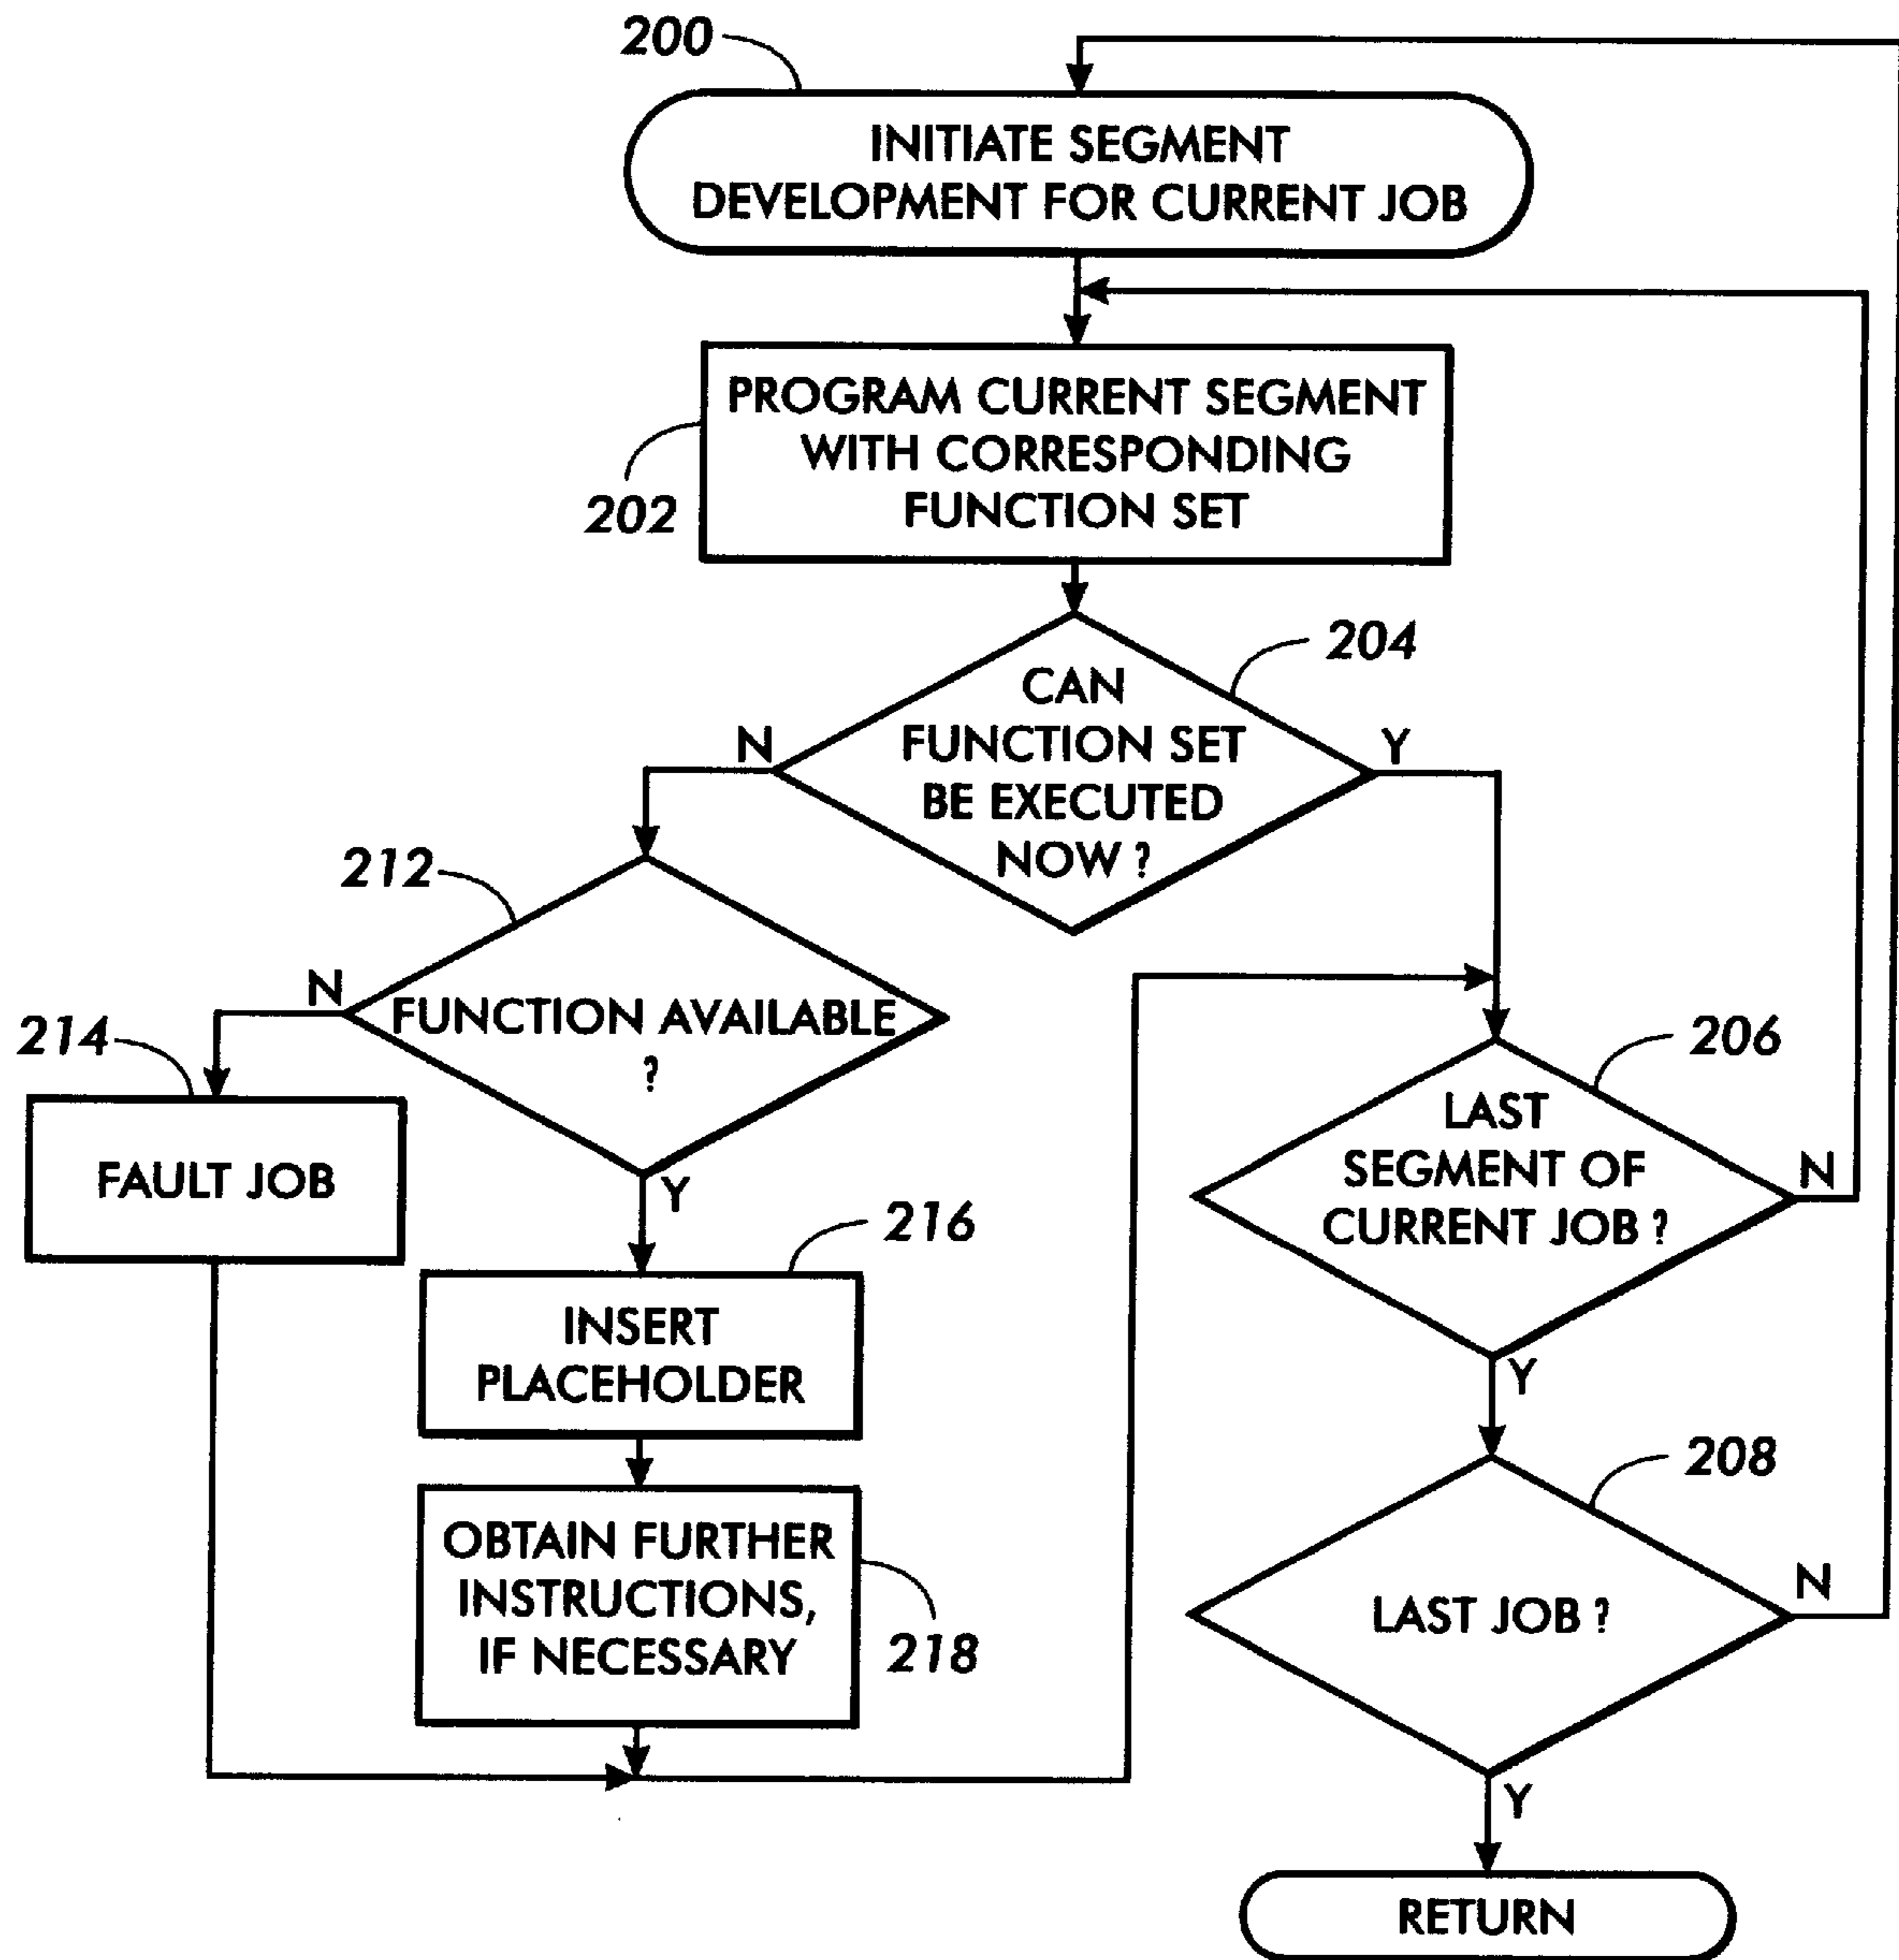 200
INITIATE SEGMENT
DEVELOPMENT FOR CURRENT JOB
PROGRAM CURRENT SEGMENT
WITH CORRESPONDING
FUNCTION SET
202
204
CAN
FUNCTION SET
BE EXECUTED
NOW ?
N
Y
212
FUNCTION AVAILABLE
?
N
Y
214
FAULT JOB
216
INSERT
PLACEHOLDER
OBTAIN FURTHER
INSTRUCTIONS,
IF NECESSARY
218
206
LAST
SEGMENT OF
CURRENT JOB ?
N
Y
208
LAST JOB ?
N
Y
RETURN